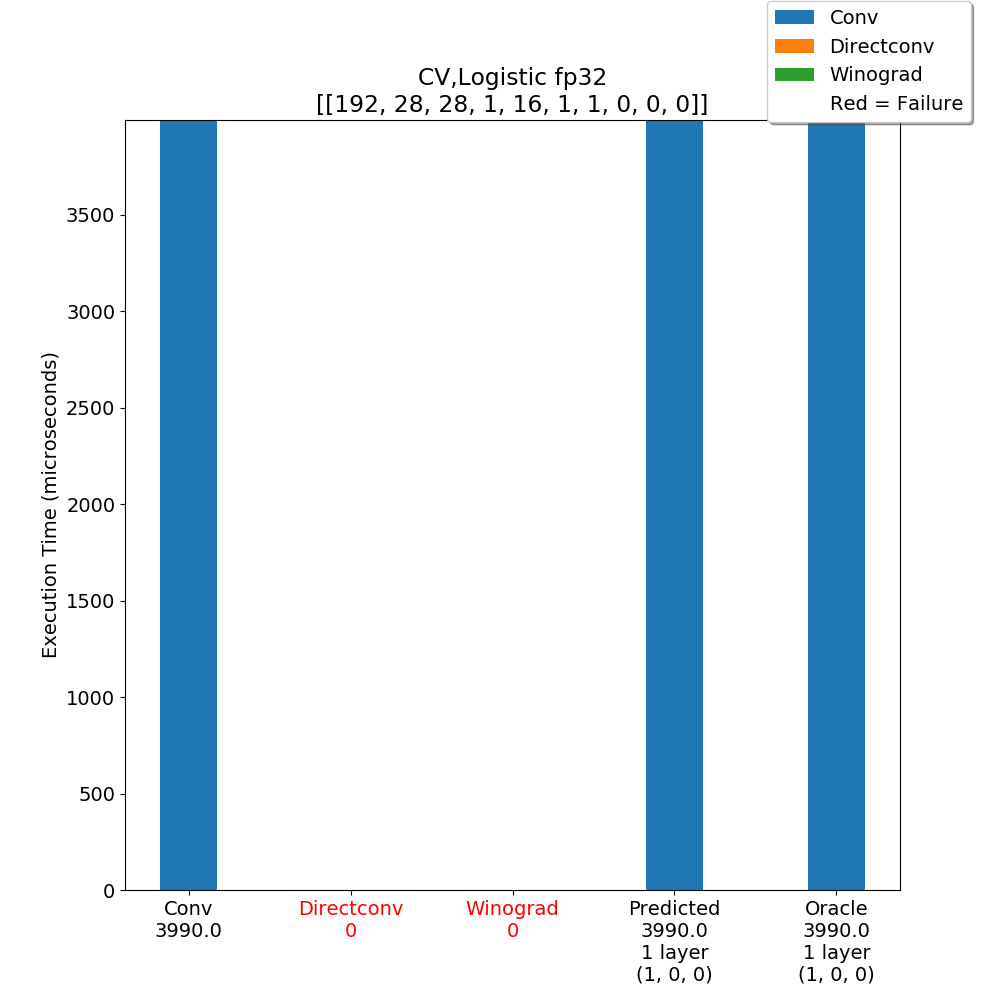 Conv
Directconv
Winograd
Red = Failure
CV,Logistic fp32
[[192, 28, 28, 1, 16, 1, 1, 0, 0, 0]]
Execution Time (microseconds)
3500
3000
2500
2000
1500
1000
500
0
Conv
3990.0
Directconv
0
Winograd
0
Predicted
3990.0
1 layer
(1, 0, 0)
Oracle
3990.0
1 layer
(1, 0, 0)